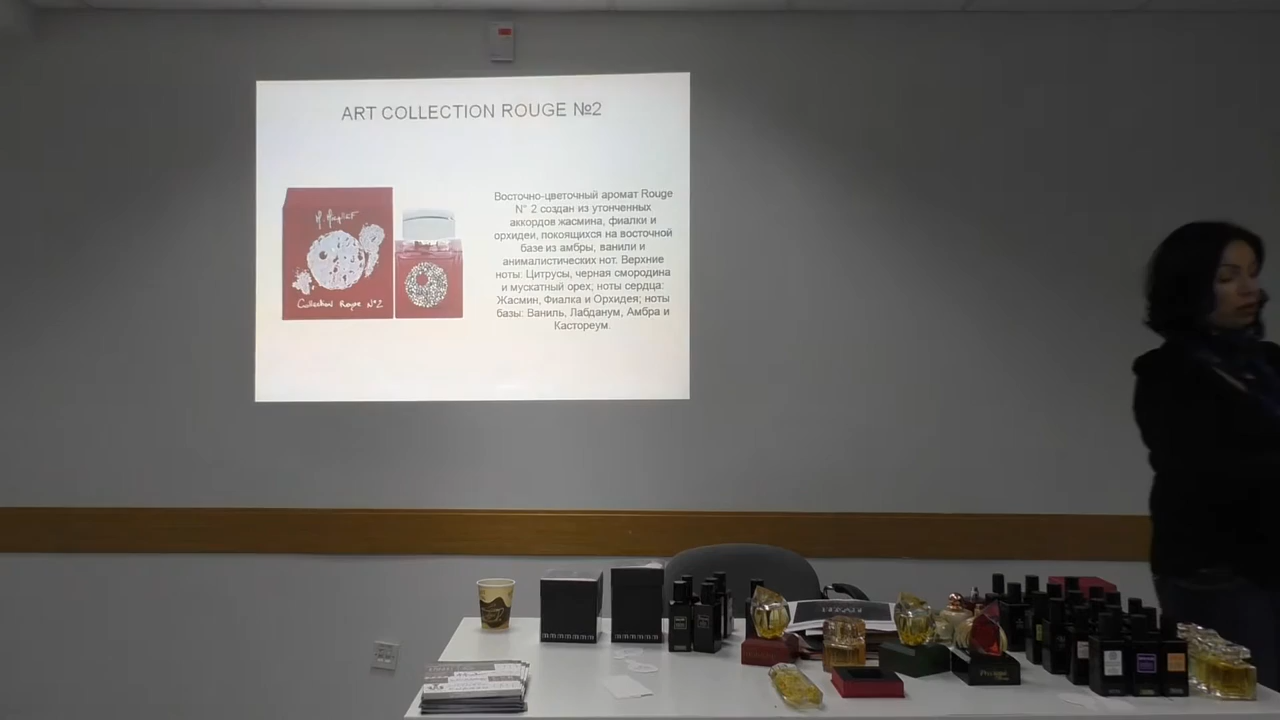 ART COLLECTION ROUGE №2
Восточно-цветочный аромат Rouge
N° 2 создан из утонченных
аккордов жасмина, фиалки и
орхидеи, покоящихся на восточной
базе из амбры, ванили и
анималистических нот. Верхние
ноты: Цитрусы, черная смородина
и мускатный орех; ноты сердца:
Жасмин, Фиалка и Орхидея; ноты
базы: Ваниль, Лабданум, Амбра и
Кастореум.
Collection Rouge N°2